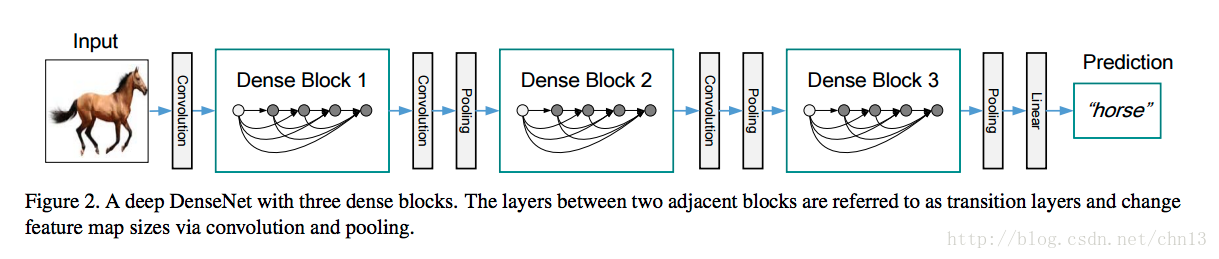 Input
Prediction
Convolution
Dense Block 1
Convolution
Pooling
Dense Block 2
Convolution
Pooling
Dense Block 3
Pooling
Linear
“horse”
Figure 2. A deep DenseNet with three dense blocks. The layers between two adjacent blocks are referred to as transition layers and change
feature map sizes via convolution and pooling.
http://blog.csdn.net/chn13